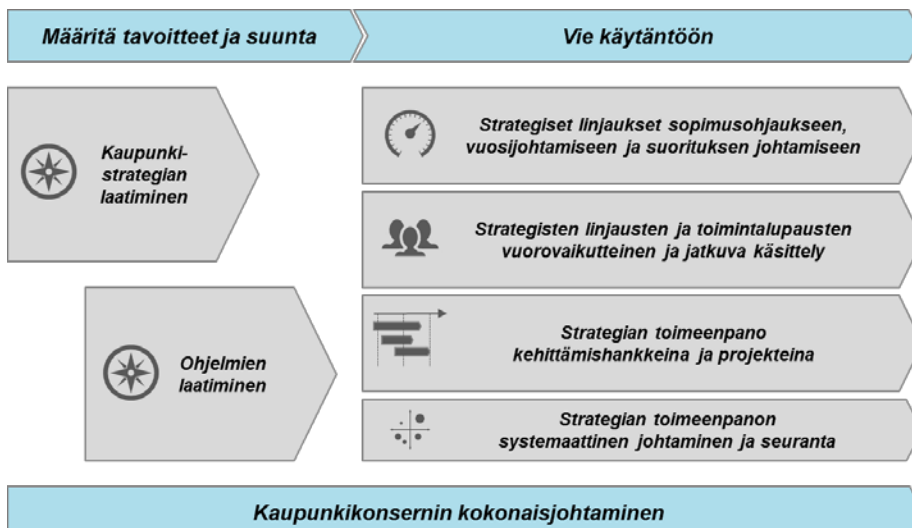 Määritä tavoitteet ja suunta
Vie käytäntöön
Kaupunki-
strategian
laatiminen
Ohjelmien
laatiminen
Strategiset linjaukset sopimusohjaukseen,
vuosijohtamiseen ja suorituksen johtamiseen
Strategisten linjausten ja toimintalupausten
vuorovaikutteinen ja jatkuva käsittely
Strategian toimeenpano
kehittämishankkeina ja projekteina
Strategian toimeenpanon
systemaattinen johtaminen ja seuranta
Kaupunkikonsernin kokonaisjohtaminen